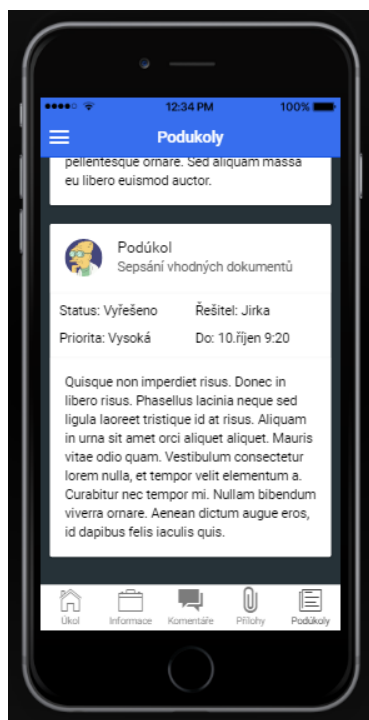 12:34 PM 100%
Podukoly
pellentesque ornare. Sed aliquam massa
eu libero euismod auctor.
Podúkol
Sepsání vhodných dokumentů
Status: Vyřešeno Řešitel: Jirka
Priorita: Vysoká Do: 10.říjen 9:20
Quisque non imperdiet risus. Donec in
libero risus. Phasellus lacinia neque sed
ligula laoreet tristique id at risus. Aliquam
in urna sit amet orci aliquet aliquet. Mauris
vitae odio quam. Vestibulum consectetur
lorem nulla, et tempor velit elementum a.
Curabitur nec tempor mi. Nullam bibendum
viverra ornare. Aenean dictum augue eros,
id dapibus felis iaculis quis.
Úkol Informace Komentáře Přílohy Podúkoly